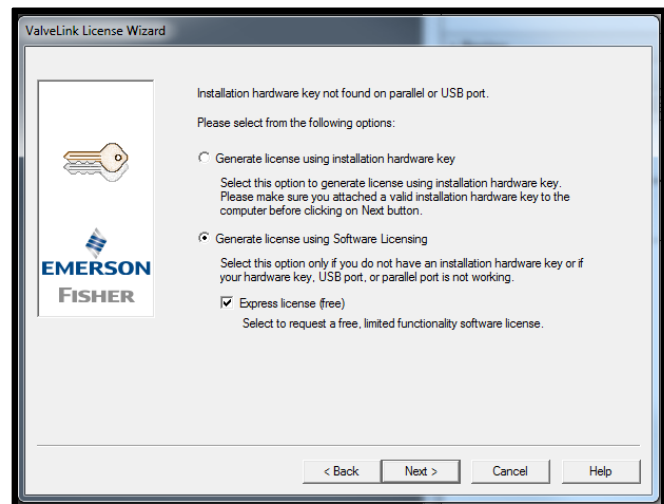 ValveLink License Wizard
Installation hardware key not found on parallel or USB port.
Please select from the following options:
Generate license using installation hardware key
Select this option to generate license using installation hardware key.
Please make sure you attached a valid installation hardware key to the
computer before clicking on Next button.
Generate license using Software Licensing
Select this option only if you do not have an installation hardware key or if
your hardware key, USB port, or parallel port is not working.
Express license (free)
Select to request a free, limited functionality software license.
EMERSON
FISHER
< Back
Next >
Cancel
Help